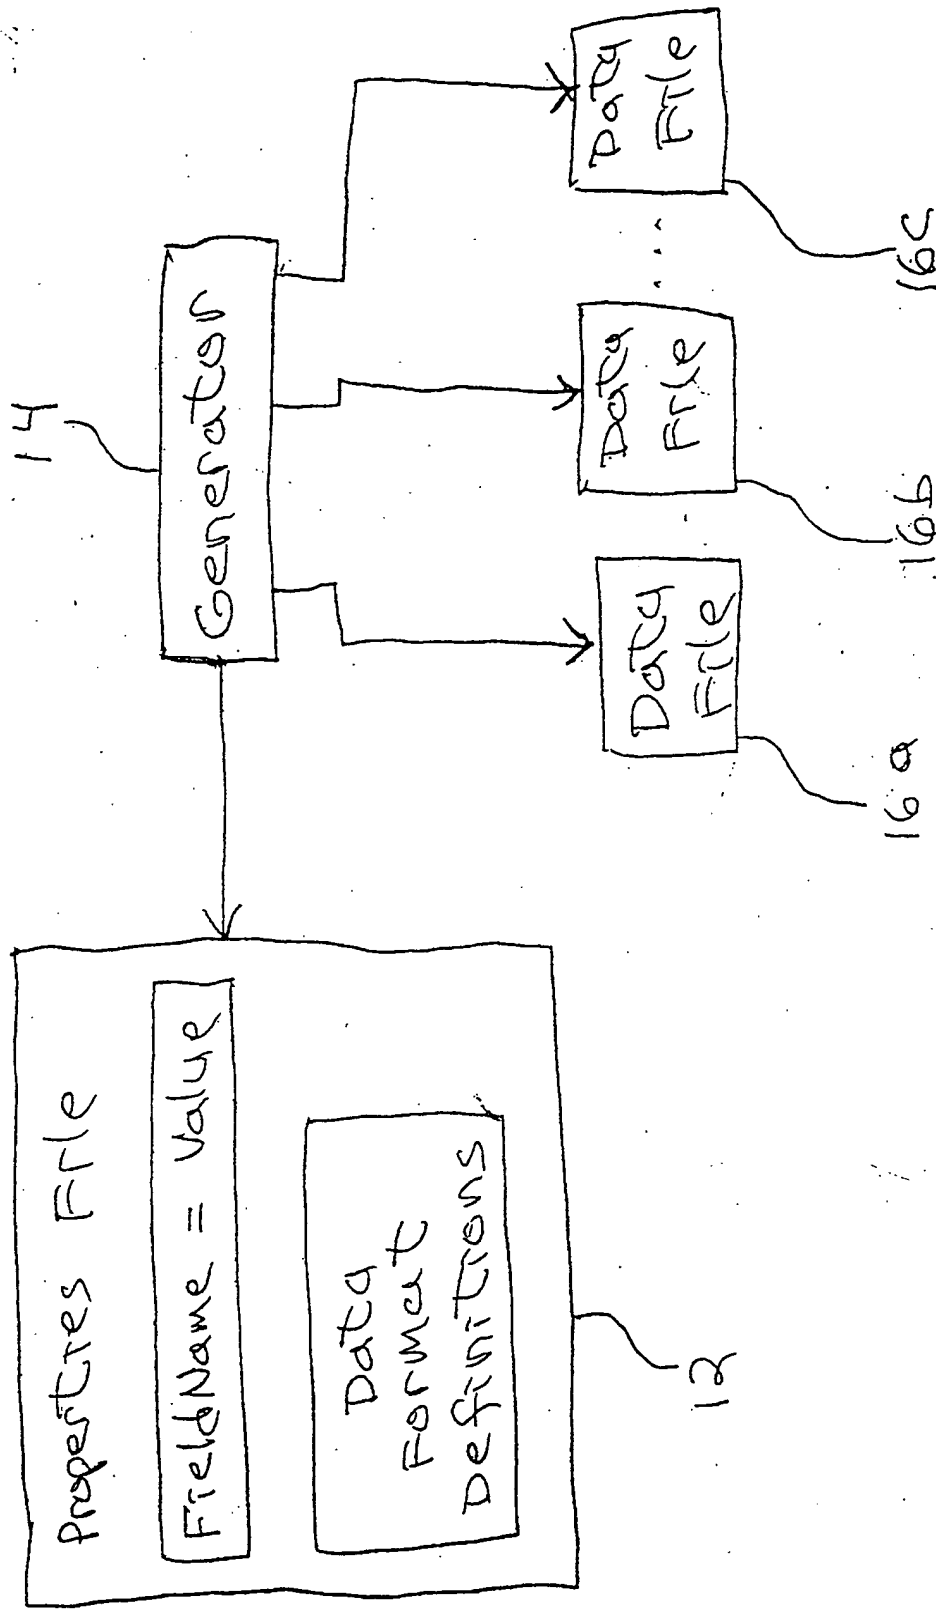 Properties File
FieldName = Value
Data
Format
Definitions
12
14
Generator
Data
File
16a
Data
File
16b
...
Data
File
16c